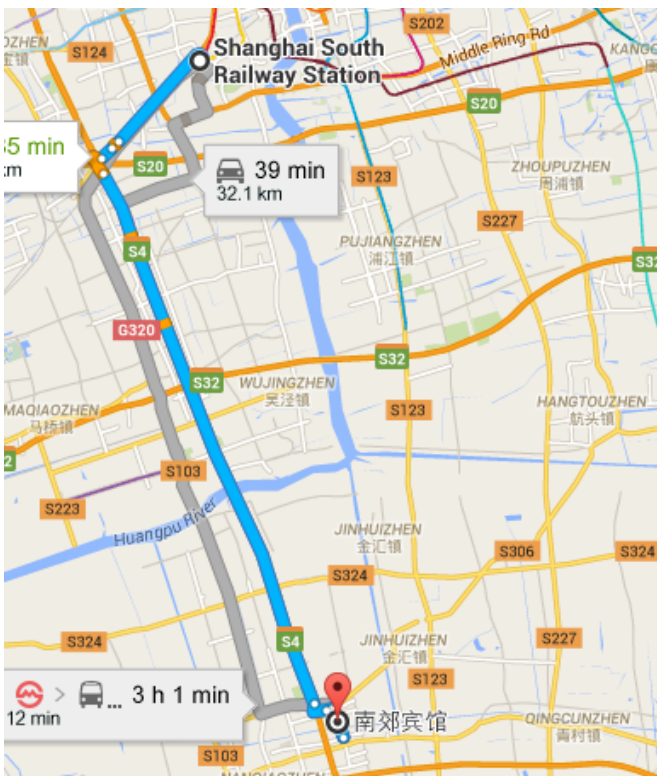 S202
S124
Shanghai South
Railway Station
Middle Ring Rd
S20
35 min
km
S20
39 min
32.1 km
S123
ZHOUPUZHEN
周浦镇
S227
PUJIANGZHEN
浦江镇
S4
S32
G320
S32
S32
WUJINGZHEN
吴泾镇
MAQIAOZHEN
马桥镇
S123
HANGTOUZHEN
航头镇
2
S103
S223
Huangpu River
JINHUIZHEN
金汇镇
S306
S324
S324
S324
S4
JINHUIZHEN
金汇镇
S227
S123
... 3 h 1 min
12 min
南郊宾馆
QINGCUNZHEN
青村镇
S103